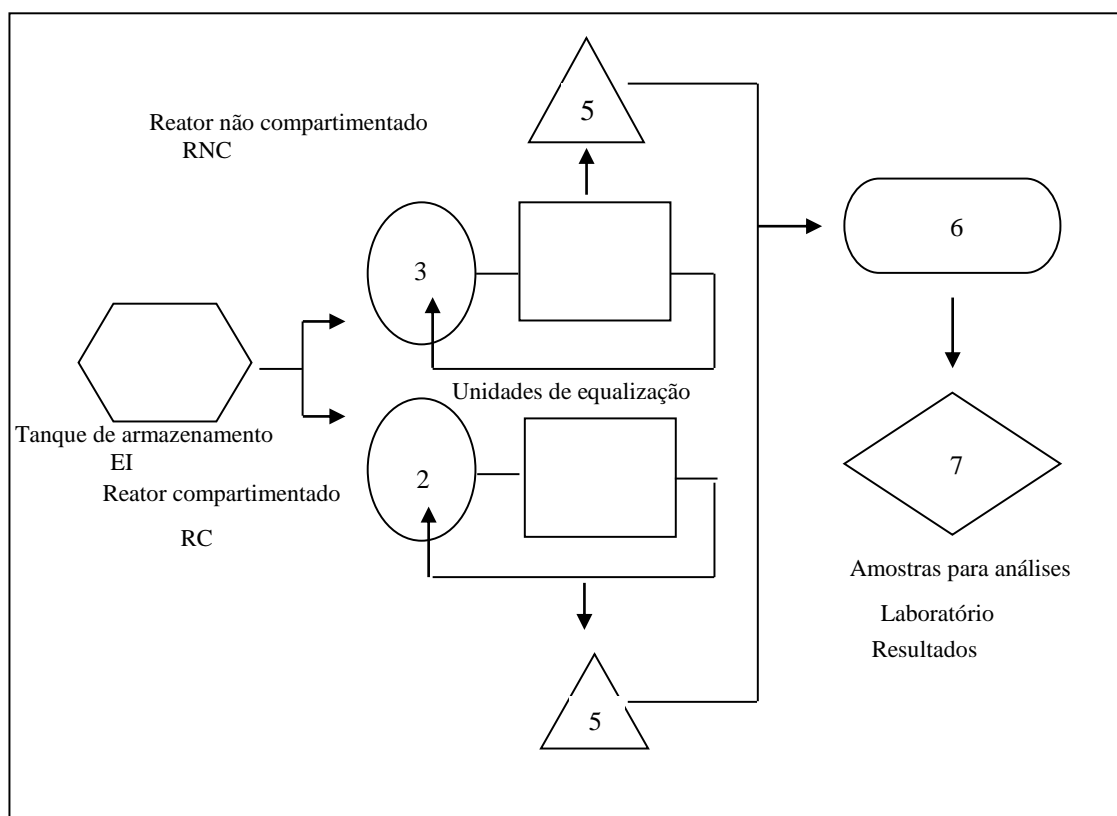 5
Reator não compartimentado
RNC
6
3
Unidades de equalização
Tanque de armazenamento
EI
Reator compartimentado
RC
2
7
Amostras para análises
Laboratório
Resultados
5